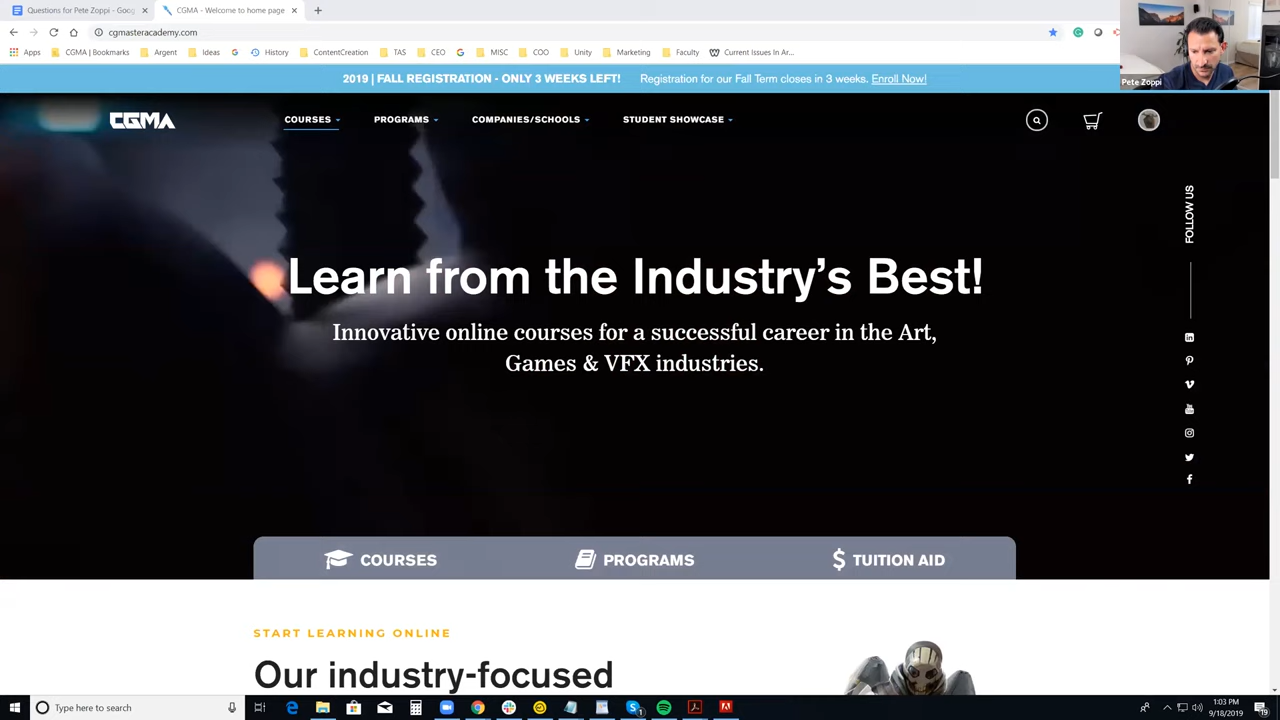 Questions for Pete Zoppi - Goog
CGMA - Welcome to home page
cgmasteracademy.com
Apps
CGMA | Bookmarks
Argent
Ideas
History
ContentCreation
TAS
CEO
MISC
COO
Unity
Marketing
Faculty
Current Issues In Ar...
Pete Zoppi
2019 | FALL REGISTRATION - ONLY 3 WEEKS LEFT! Registration for our Fall Term closes in 3 weeks. Enroll Now!
CGMA
COURSES
PROGRAMS
COMPANIES/SCHOOLS
STUDENT SHOWCASE
FOLLOW US
Learn from the Industry's Best!
Innovative online courses for a successful career in the Art,
Games & VFX industries.
COURSES
PROGRAMS
$ TUITION AID
START LEARNING ONLINE
Our industry-focused
Type here to search
1:03 PM
9/18/2019